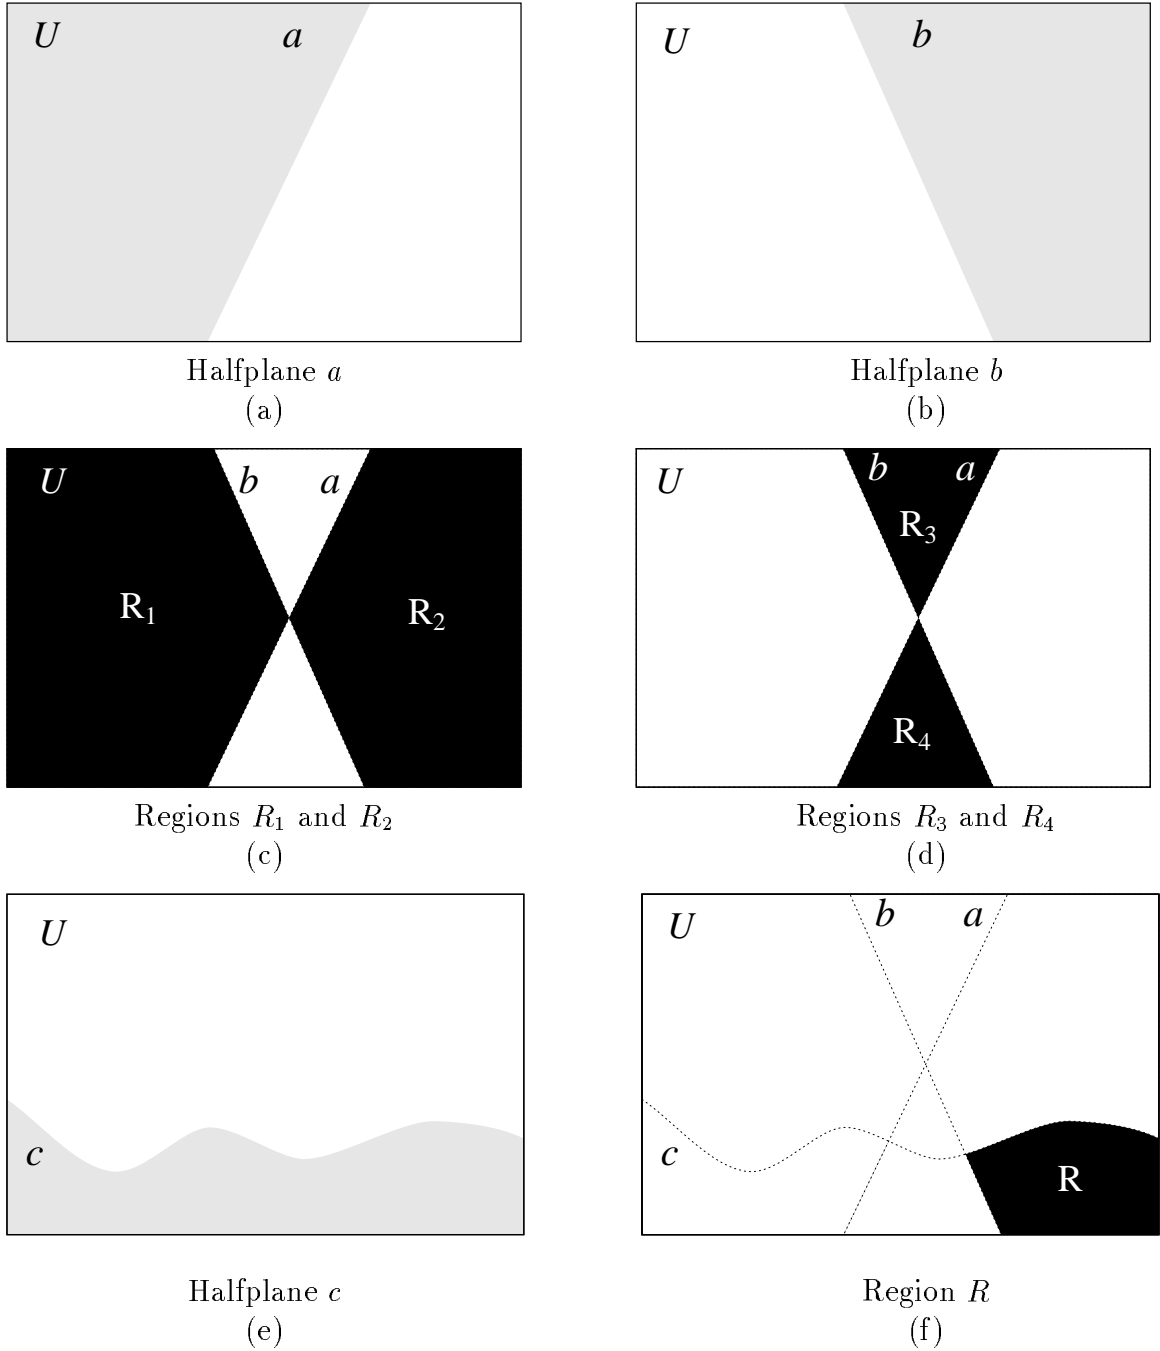 U a
U b
Halfplane a
(a)
Halfplane b
(b)
U b a
R1 R2
U b a
R3
R4
Regions R1 and R2
(c)
Regions R3 and R4
(d)
U
c
U b a
c R
Halfplane c
(e)
Region R
(f)